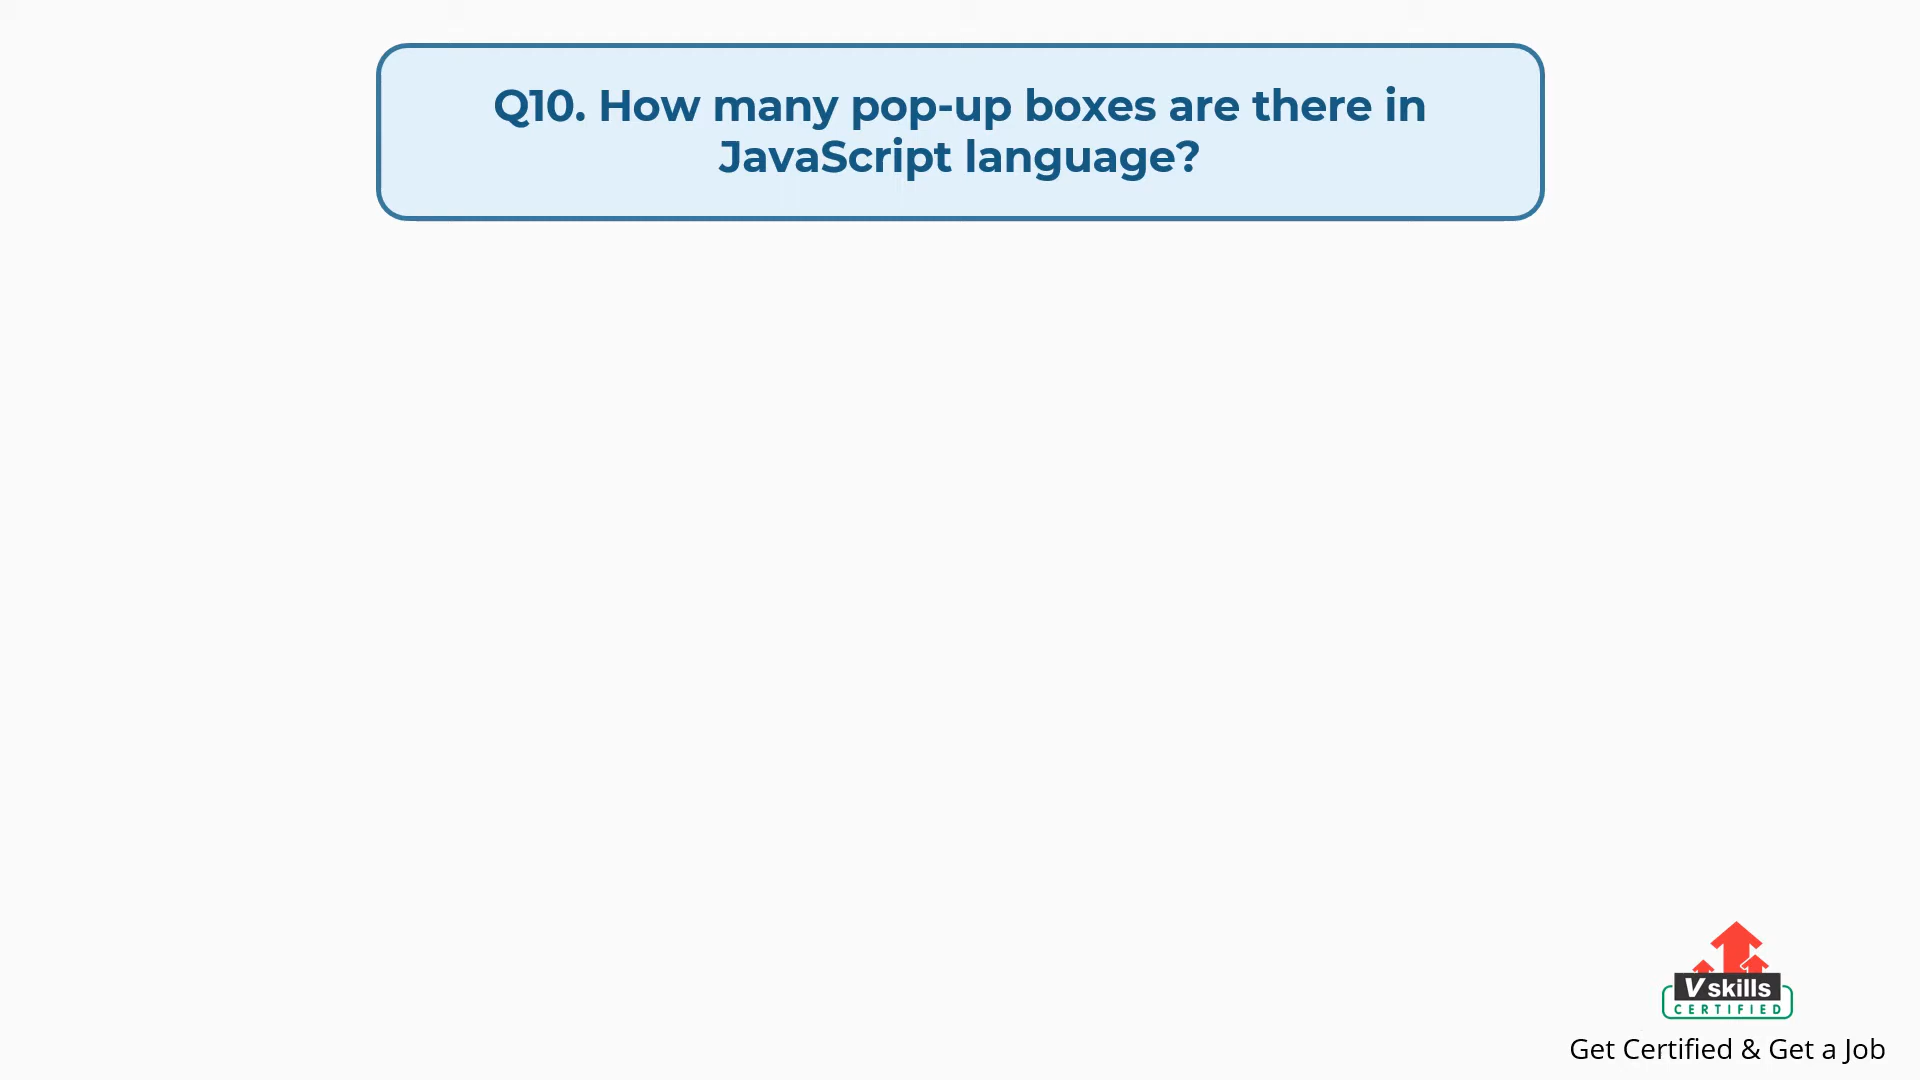 Q10. How many pop-up boxes are there in
JavaScript language?
Vskills
CERTIFIED
Get Certified & Get a Job